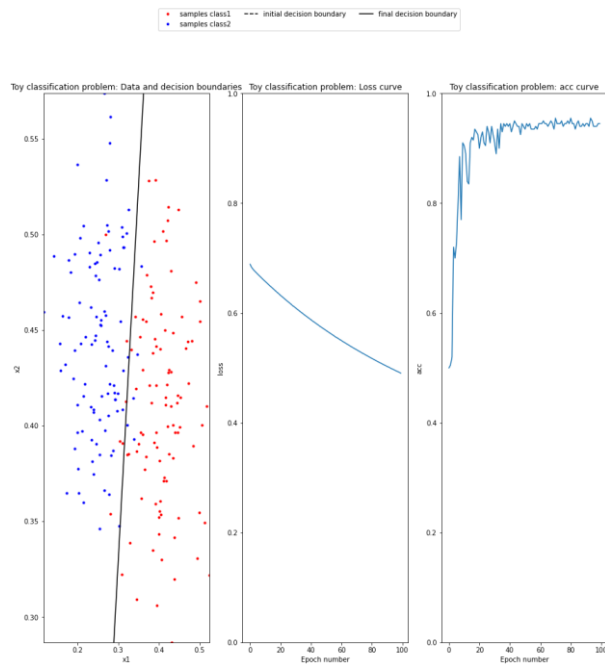 samples class1 initial decision boundary final decision boundary
samples class2
Toy classification problem: Data and decision boundaries
0.55
0.50
0.45
0.40
0.35
0.30
x2
0.2 0.3 0.4 0.5
x1
Toy classification problem: Loss curve
1.0
0.8
0.6
0.4
0.2
0.0
loss
0 20 40 60 80 100
Epoch number
Toy classification problem: acc curve
1.0
0.8
0.6
0.4
0.2
0.0
acc
0 20 40 60 80 100
Epoch number